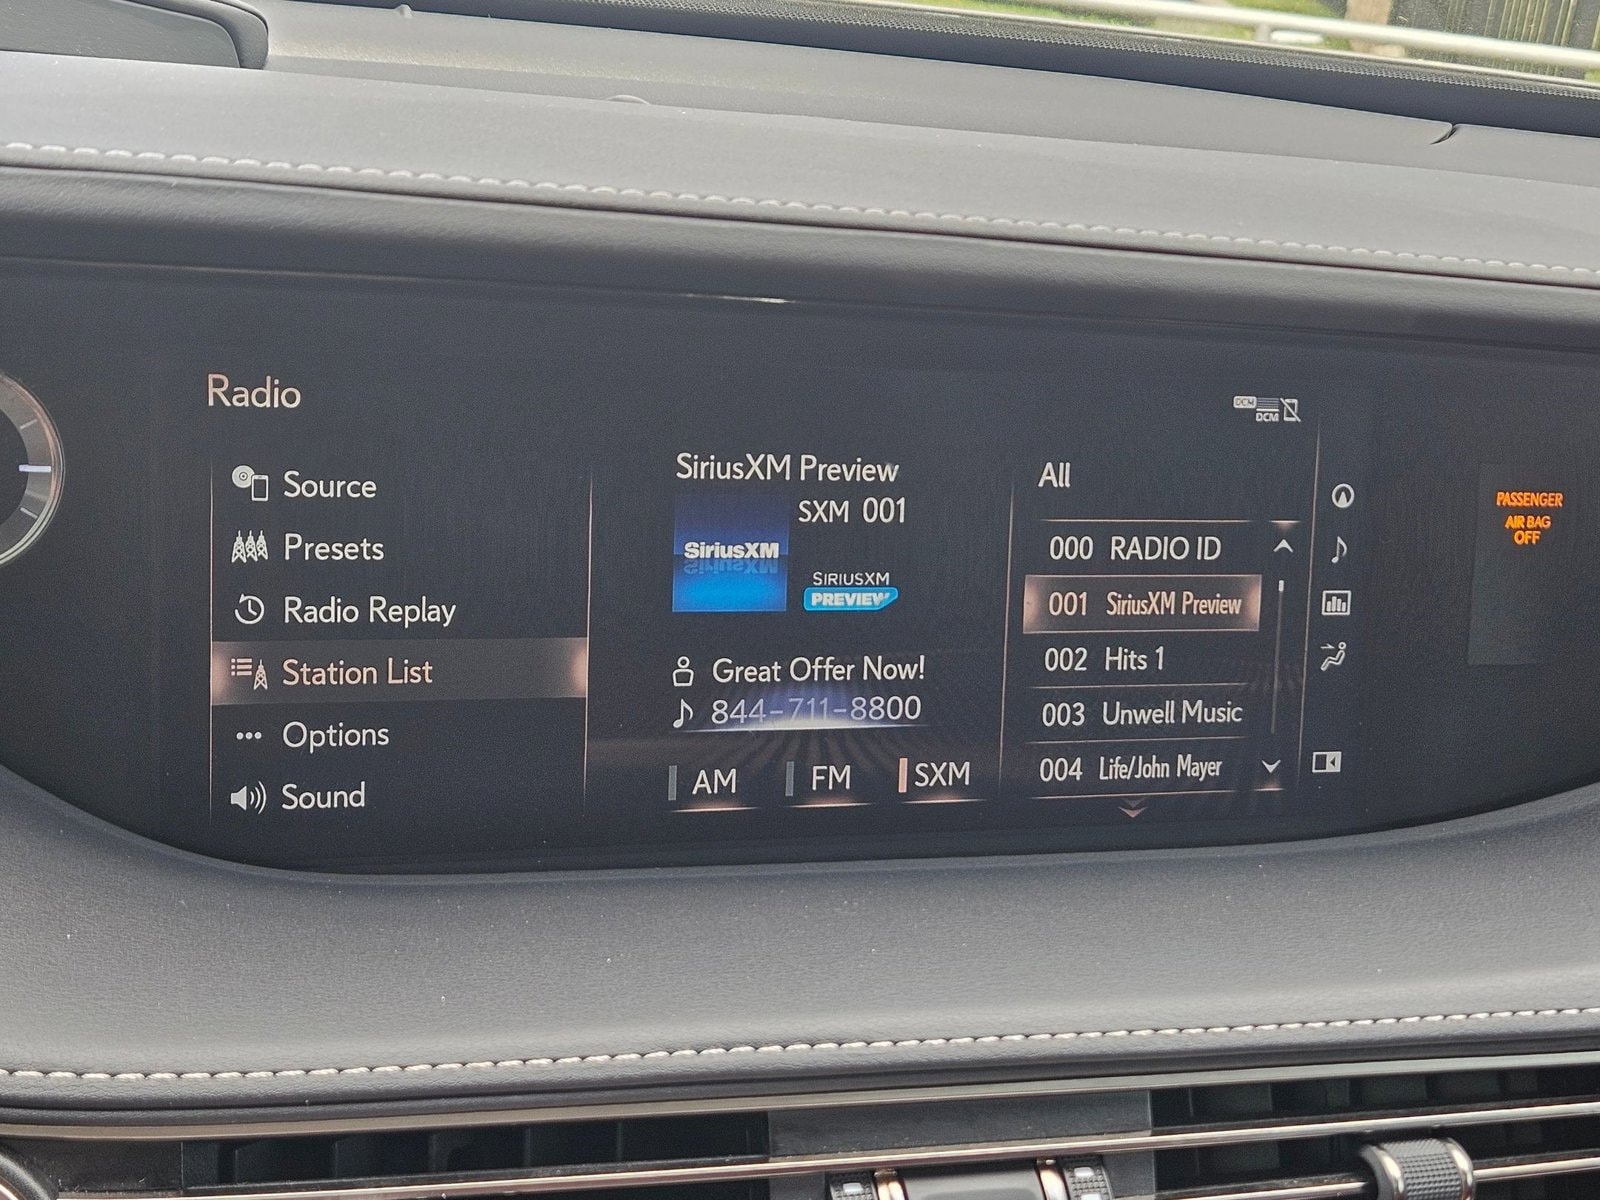 Radio
DCM
DCM
Source
Presets
Radio Replay
Station List
Options
Sound
SiriusXM Preview
SXM 001
SiriusXM
SIRIUSXM
PREVIEW
Great Offer Now!
844-711-8800
AM
FM
SXM
All
000 RADIO ID
001 SiriusXM Preview
002 Hits 1
003 Unwell Music
004 Life/John Mayer
PASSENGER
AIR BAG
OFF